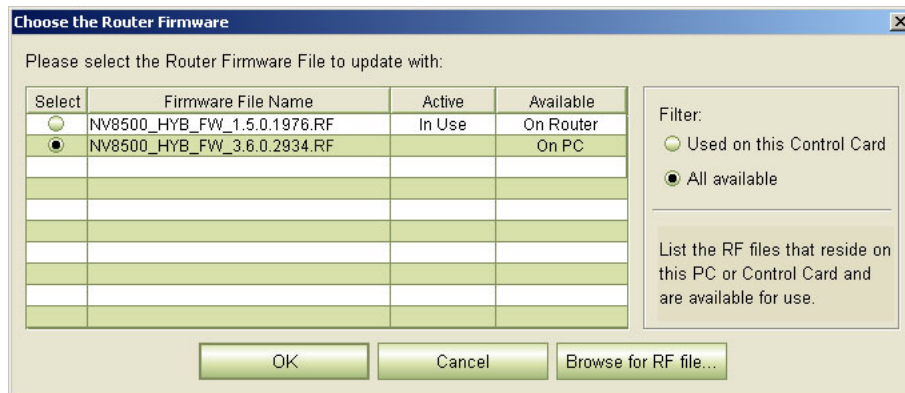 Choose the Router Firmware
Please select the Router Firmware File to update with:
Select Firmware File Name Active Available
NV8500_HYB_FW_1.5.0.1976.RF In Use On Router
NV8500_HYB_FW_3.6.0.2934.RF On PC
Filter:
Used on this Control Card
All available
List the RF files that reside on
this PC or Control Card and
are available for use.
OK Cancel Browse for RF file...